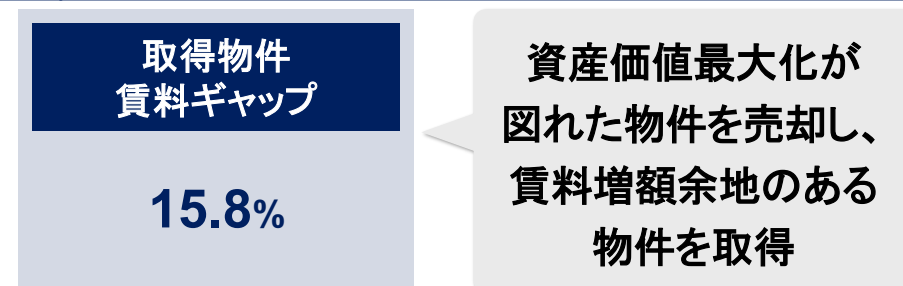 取得物件
賃料ギャップ
15.8%
資産価値最大化が
図れた物件を売却し、
賃料増額余地のある
物件を取得